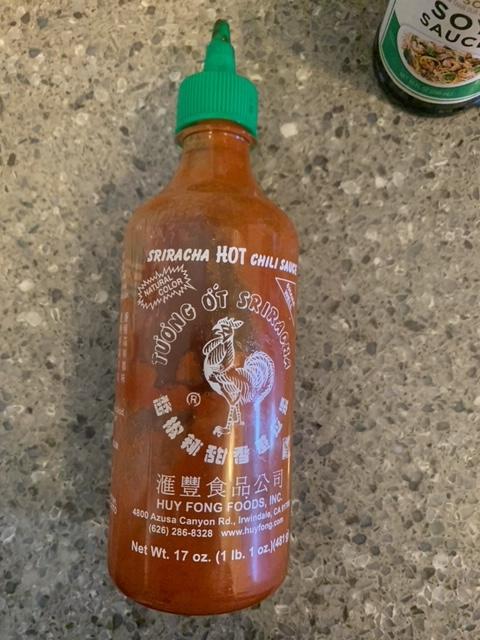 SOY
SAUCE
SRIRACHA HOT CHILI SAUCE
NATURAL
COLOR
TƯƠNG ỚT SRIRACHA
®
滙豐食品公司
HUY FONG FOODS, INC.
4800 Azusa Canyon Rd., Irwindale, CA
(626) 286-8328 www.huyfong.com
Net Wt. 17 oz. (1 lb. 1 oz.)(481g